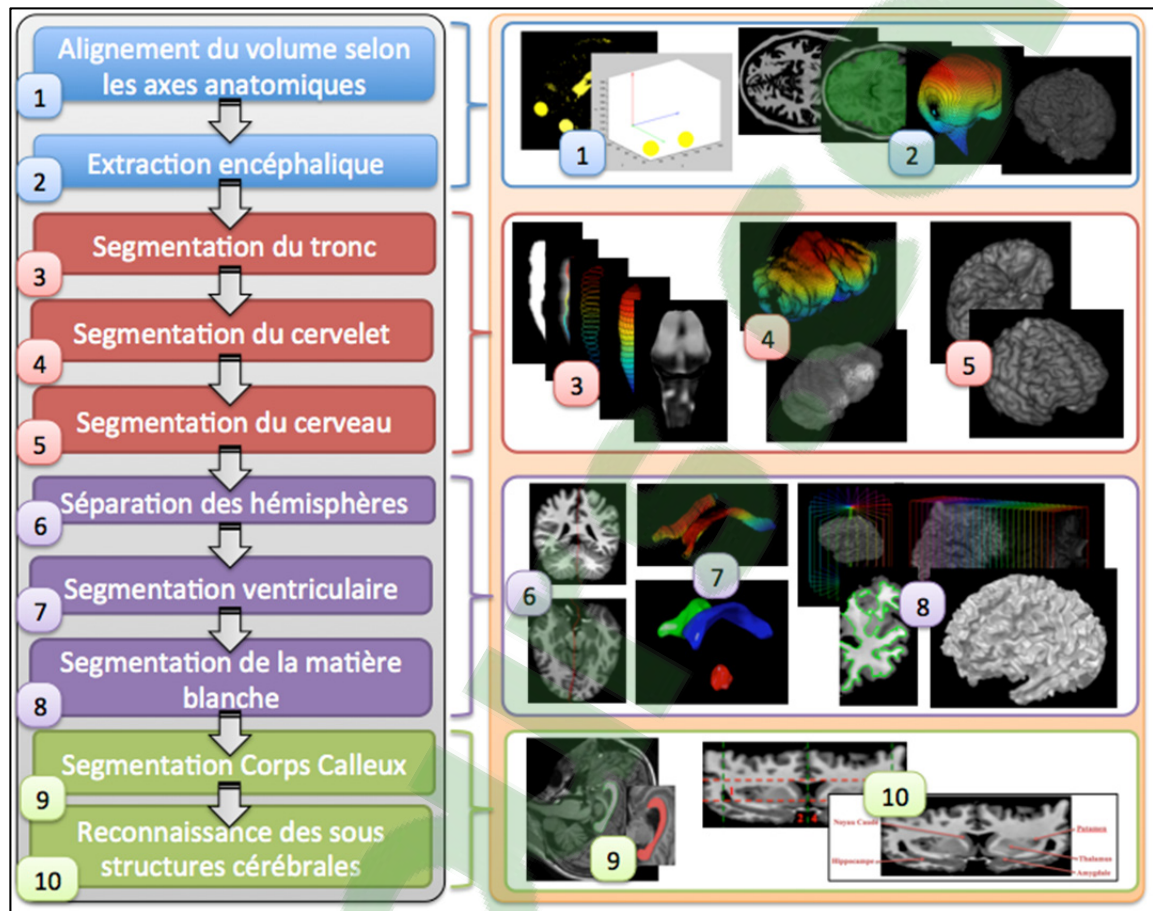 Alignement du volume selon
les axes anatomiques
1
Extraction encéphalique
2
Segmentation du tronc
3
Segmentation du cervelet
4
Segmentation du cerveau
5
Séparation des hémisphères
6
Segmentation ventriculaire
7
Segmentation de la matière
blanche
8
Segmentation Corps Calleux
9
Reconnaissance des sous
structures cérébrales
10
1
2
3
4
5
6
7
8
9
10
1
3 4
Noyau Caudé
Putamen
Hippocampe
Thalamus
Amygdale